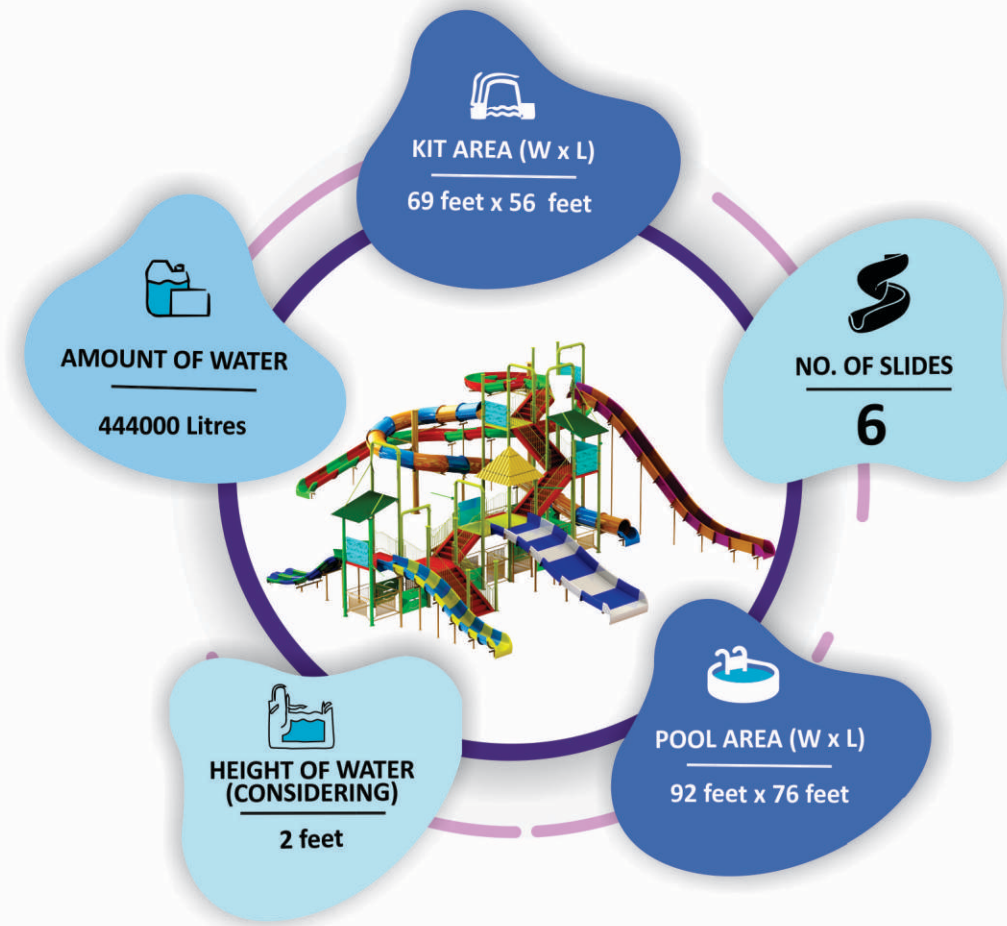 KIT AREA (W x L)
69 feet x 56 feet
AMOUNT OF WATER
444000 Litres
NO. OF SLIDES
6
HEIGHT OF WATER
(CONSIDERING)
2 feet
POOL AREA (W x L)
92 feet x 76 feet